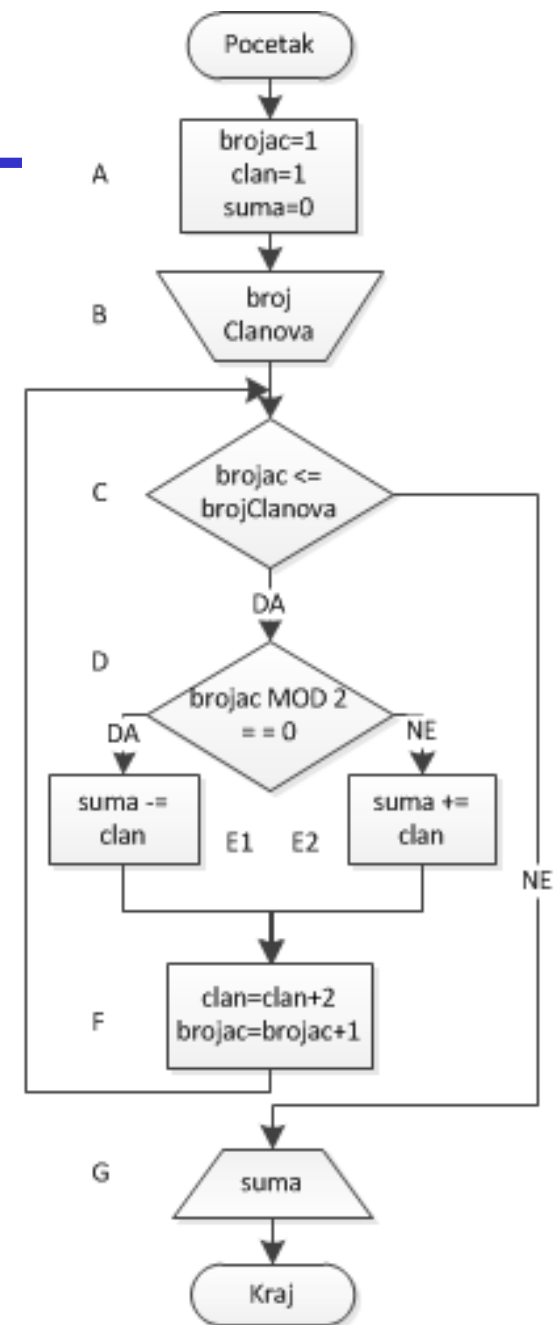 Pocetak
A
brojac=1
clan=1
suma=0
B
broj
Clanova
C
brojac <=
brojClanova
DA
D
brojac MOD 2
= = 0
DA
NE
suma -=
clan
E1
E2
suma +=
clan
NE
F
clan=clan+2
brojac=brojac+1
G
suma
Kraj